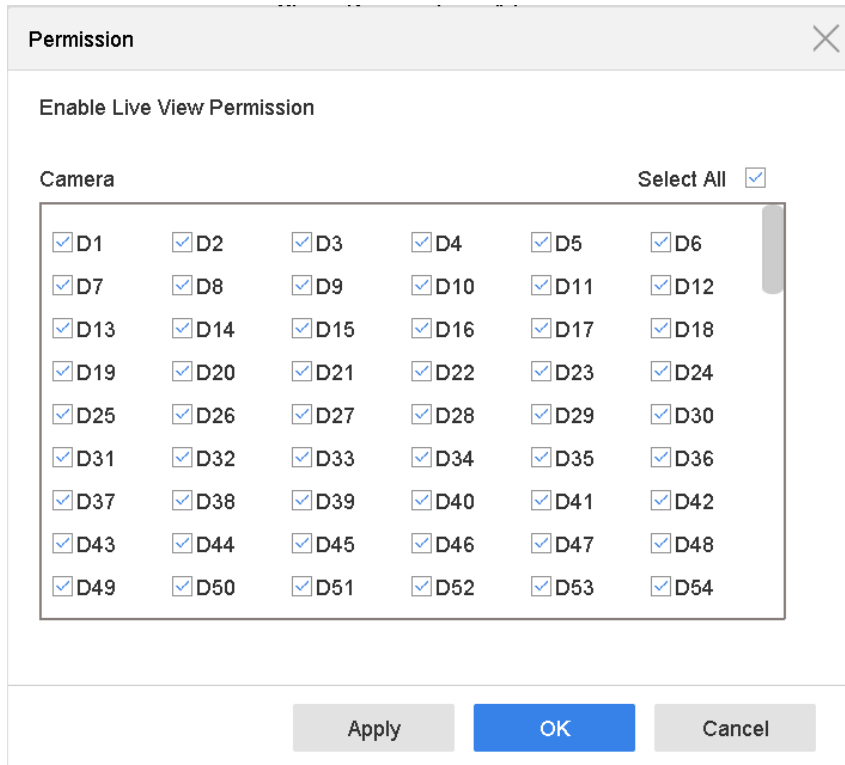 Permission
Enable Live View Permission
Camera Select All
D1 D2 D3 D4 D5 D6
D7 D8 D9 D10 D11 D12
D13 D14 D15 D16 D17 D18
D19 D20 D21 D22 D23 D24
D25 D26 D27 D28 D29 D30
D31 D32 D33 D34 D35 D36
D37 D38 D39 D40 D41 D42
D43 D44 D45 D46 D47 D48
D49 D50 D51 D52 D53 D54
Apply OK Cancel